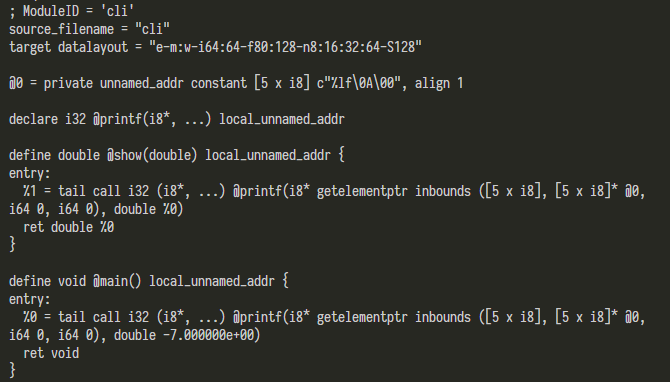 ; ModuleID = 'cli'
source_filename = "cli"
target datalayout = "e-m:w-i64:64-f80:128-n8:16:32:64-S128"

@0 = private unnamed_addr constant [5 x i8] c"%lf\0A\00", align 1

declare i32 @printf(i8*, ...) local_unnamed_addr

define double @show(double) local_unnamed_addr {
entry:
  %1 = tail call i32 (i8*, ...) @printf(i8* getelementptr inbounds ([5 x i8], [5 x i8]* @0,
i64 0, i64 0), double %0)
  ret double %0
}

define void @main() local_unnamed_addr {
entry:
  %0 = tail call i32 (i8*, ...) @printf(i8* getelementptr inbounds ([5 x i8], [5 x i8]* @0,
i64 0, i64 0), double -7.000000e+00)
  ret void
}